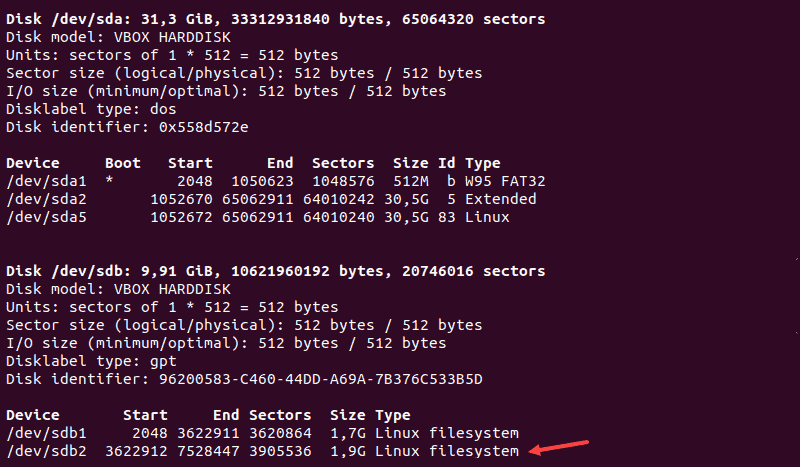 Disk /dev/sda: 31,3 GiB, 33312931840 bytes, 65064320 sectors
Disk model: VBOX HARDDISK
Units: sectors of 1 * 512 = 512 bytes
Sector size (logical/physical): 512 bytes / 512 bytes
I/O size (minimum/optimal): 512 bytes / 512 bytes
Disklabel type: dos
Disk identifier: 0x558d572e
Device     Boot   Start      End  Sectors  Size Id Type
/dev/sda1  *       2048  1050623  1048576  512M  b W95 FAT32
/dev/sda2       1052670 65062911 64010242 30,5G  5 Extended
/dev/sda5       1052672 65062911 64010240 30,5G 83 Linux
Disk /dev/sdb: 9,91 GiB, 10621960192 bytes, 20746016 sectors
Disk model: VBOX HARDDISK
Units: sectors of 1 * 512 = 512 bytes
Sector size (logical/physical): 512 bytes / 512 bytes
I/O size (minimum/optimal): 512 bytes / 512 bytes
Disklabel type: gpt
Disk identifier: 96200583-C460-44DD-A69A-7B376C533B5D
Device       Start     End Sectors  Size Type
/dev/sdb1     2048 3622911 3620864  1,7G Linux filesystem
/dev/sdb2  3622912 7528447 3905536  1,9G Linux filesystem